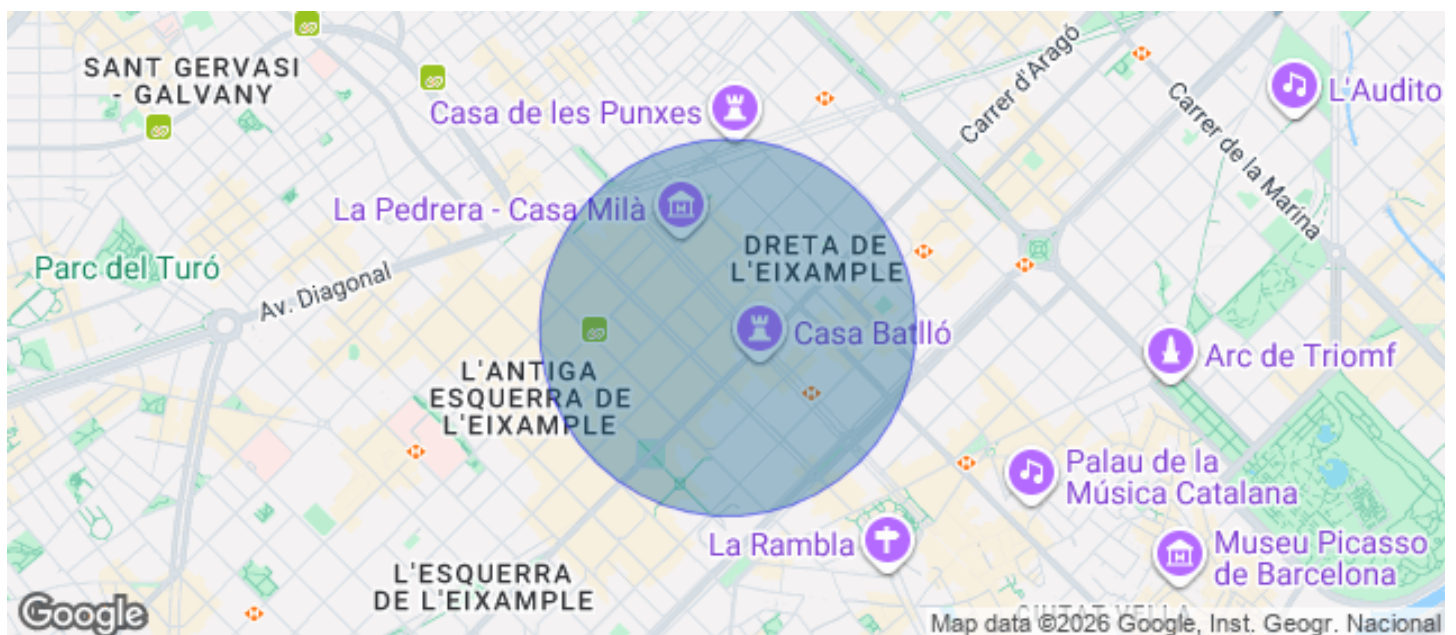 SANT GERVASI
- GALVANY
Casa de les Punxes
Carrer d'Aragó
L'Audito
Carrer de la Marina
La Pedrera - Casa Milà
DRETA DE
L'EIXAMPLE
Parc del Turó
Av. Diagonal
Casa Batlló
Arc de Triomf
L'ANTIGA
ESQUERRA DE
L'EIXAMPLE
Palau de la
Música Catalana
La Rambla
Museu Picasso
de Barcelona
L'ESQUERRA
DE L'EIXAMPLE
CIUTAT VELLA
Google
Map data ©2026 Google, Inst. Geogr. Nacional